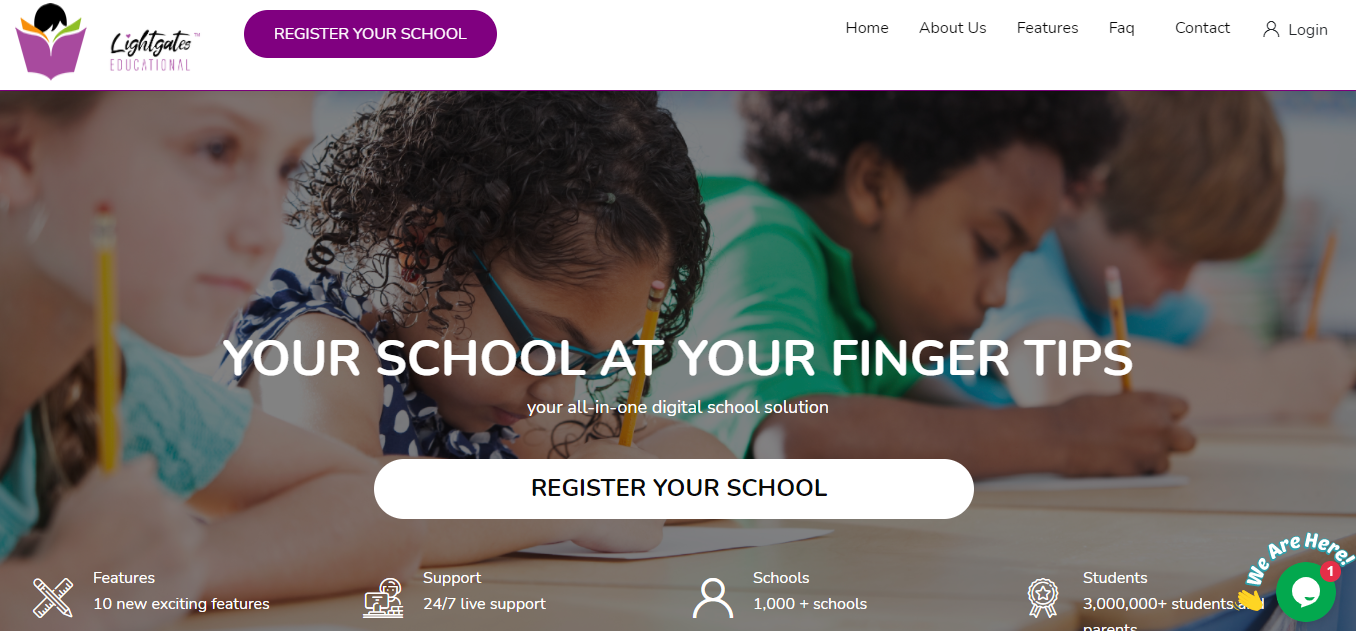 Lightgates™
EDUCATIONAL
REGISTER YOUR SCHOOL
Home
About Us
Features
Faq
Contact
Login
YOUR SCHOOL AT YOUR FINGER TIPS
your all-in-one digital school solution
REGISTER YOUR SCHOOL
Features
10 new exciting features
Support
24/7 live support
Schools
1,000 + schools
Students
3,000,000+ students and
parents
We Are Here!
1